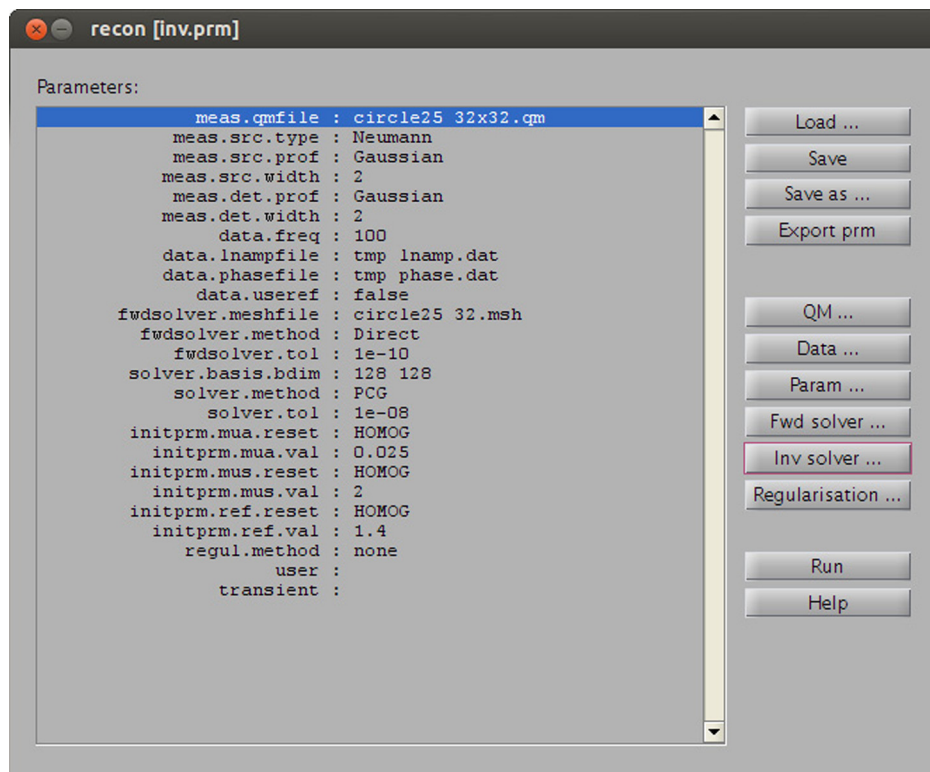 recon [inv.prm]
Parameters:
meas.qmfile : circle25 32x32.qm
meas.src.type : Neumann
meas.src.prof : Gaussian
meas.src.width : 2
meas.det.prof : Gaussian
meas.det.width : 2
data.freq : 100
data.lnampfile : tmp lnamp.dat
data.phasefile : tmp phase.dat
data.useref : false
fwdsolver.meshfile : circle25 32.msh
fwdsolver.method : Direct
fwdsolver.tol : 1e-10
solver.basis.bdim : 128 128
solver.method : PCG
solver.tol : 1e-08
initprm.mua.reset : HOMOG
initprm.mua.val : 0.025
initprm.mus.reset : HOMOG
initprm.mus.val : 2
initprm.ref.reset : HOMOG
initprm.ref.val : 1.4
regul.method : none
user :
transient :
Load ...
Save
Save as ...
Export prm
QM ...
Data ...
Param ...
Fwd solver ...
Inv solver ...
Regularisation ...
Run
Help